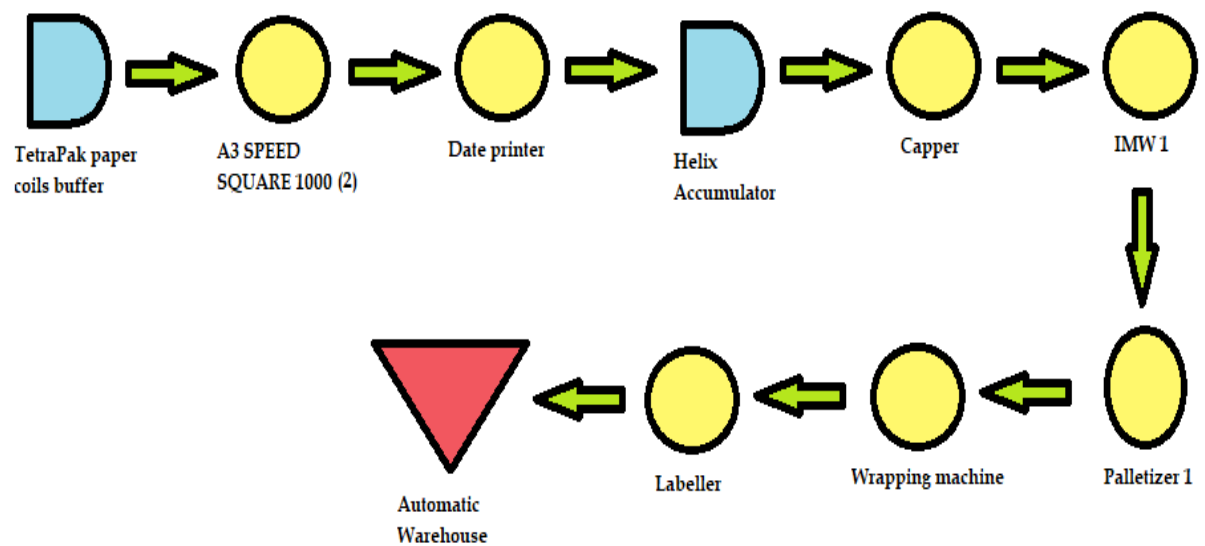 TetraPak paper
coils buffer
A3 SPEED
SQUARE 1000 (2)
Date printer
Helix
Accumulator
Capper
IMW 1
Automatic
Warehouse
Labeller
Wrapping machine
Palletizer 1